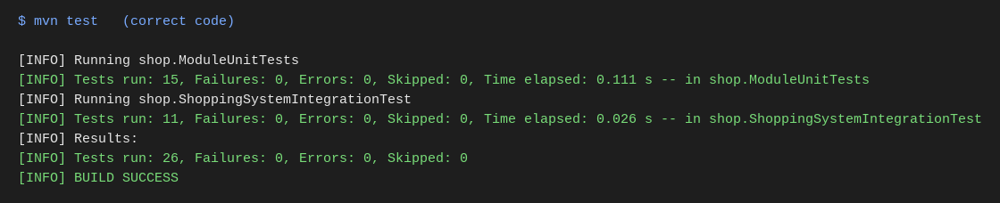 $ mvn test   (correct code)
[INFO] Running shop.ModuleUnitTests
[INFO] Tests run: 15, Failures: 0, Errors: 0, Skipped: 0, Time elapsed: 0.111 s -- in shop.ModuleUnitTests
[INFO] Running shop.ShoppingSystemIntegrationTest
[INFO] Tests run: 11, Failures: 0, Errors: 0, Skipped: 0, Time elapsed: 0.026 s -- in shop.ShoppingSystemIntegrationTest
[INFO] Results:
[INFO] Tests run: 26, Failures: 0, Errors: 0, Skipped: 0
[INFO] BUILD SUCCESS